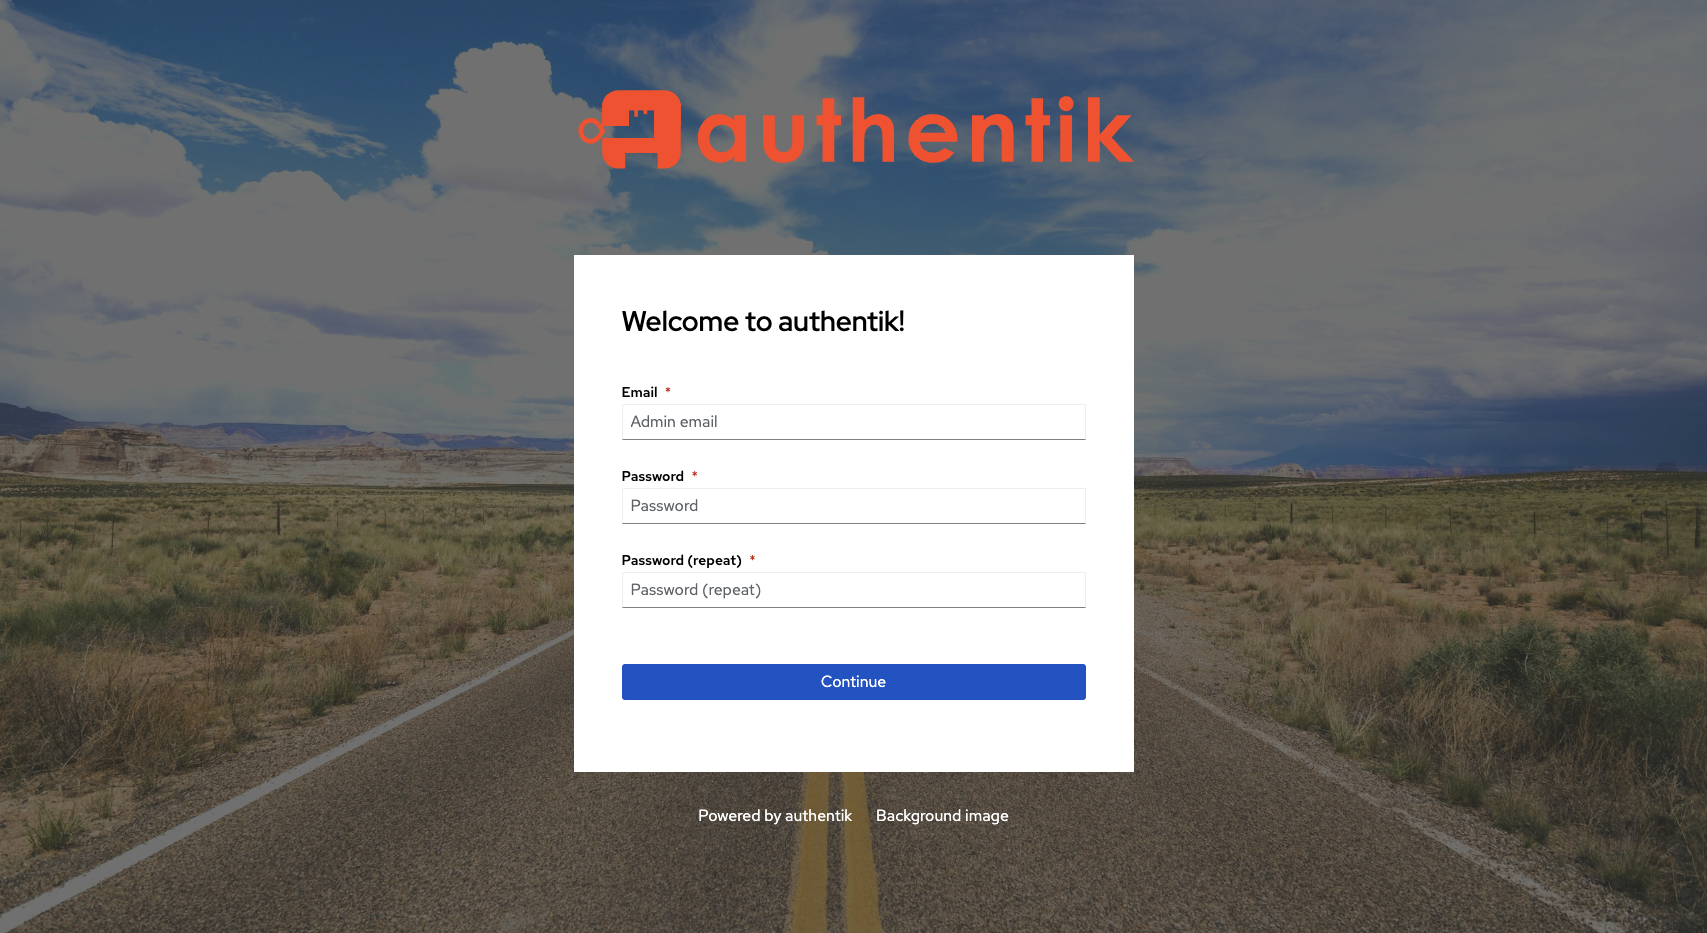 authentik
Welcome to authentik!
Email *
Admin email
Password *
Password
Password (repeat) *
Password (repeat)
Continue
Powered by authentik Background image